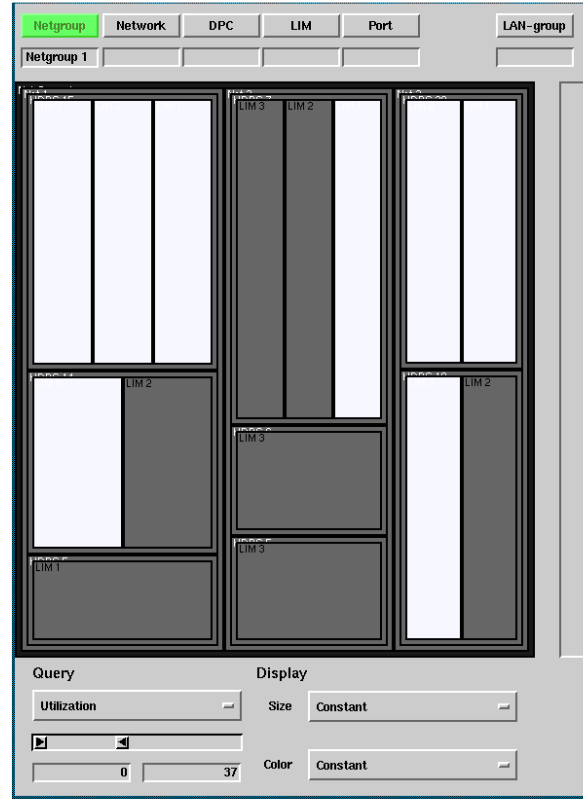 Netgroup Network DPC LIM Port LAN-group
Netgroup 1
LIM 3 LIM 2
LIM 2 LIM 2
LIM 3
LIM 3
LIM 1
Query Display
Utilization Size Constant
0 37 Color Constant